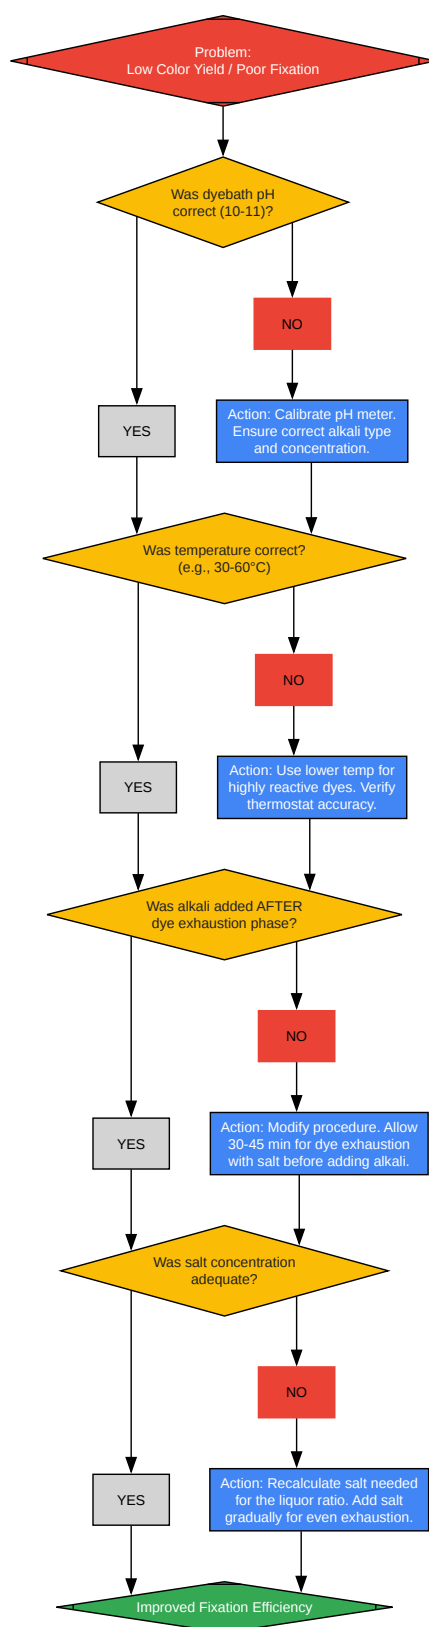 Problem:
Low Color Yield / Poor Fixation
Was dyebath pH
correct (10-11)?
NO
YES
Action: Calibrate pH meter.
Ensure correct alkali type
and concentration.
Was temperature correct?
(e.g., 30-60°C)
NO
YES
Action: Use lower temp for
highly reactive dyes. Verify
thermostat accuracy.
Was alkali added AFTER
dye exhaustion phase?
NO
YES
Action: Modify procedure. Allow
30-45 min for dye exhaustion
with salt before adding alkali.
Was salt concentration
adequate?
NO
YES
Action: Recalculate salt needed
for the liquor ratio. Add salt
gradually for even exhaustion.
Improved Fixation Efficiency